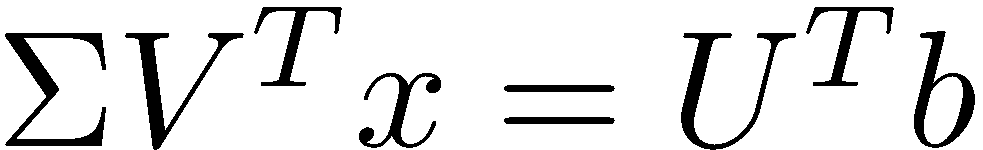 ΣV^T x = U^T b